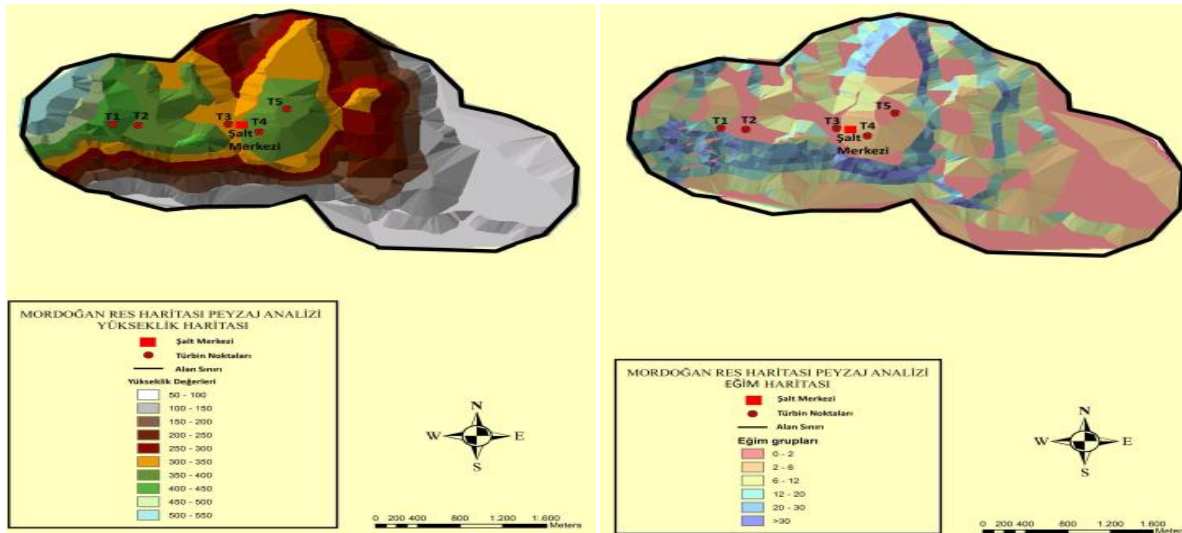 T1
T2
T3
T4
T5
Şalt
Merkezi
MORDOĞAN RES HARİTASI PEYZAJ ANALİZİ
YÜKSEKLİK HARİTASI
Şalt Merkezi
Türbin Noktaları
Alan Sınırı
Yükseklik Değerleri
50 - 100
100 - 150
150 - 200
200 - 250
250 - 300
300 - 350
350 - 400
400 - 450
450 - 500
500 - 550
N
W E
S
0 200 400 800 1.200 1.600
Meters
T1
T2
T3
T4
T5
Şalt
Merkezi
MORDOĞAN RES HARİTASI PEYZAJ ANALİZİ
EĞİM HARİTASI
Şalt Merkezi
Türbin Noktaları
Alan Sınırı
Eğim grupları
0 - 2
2 - 6
6 - 12
12 - 20
20 - 30
>30
N
W E
S
0 200 400 800 1.200 1.600
Meters